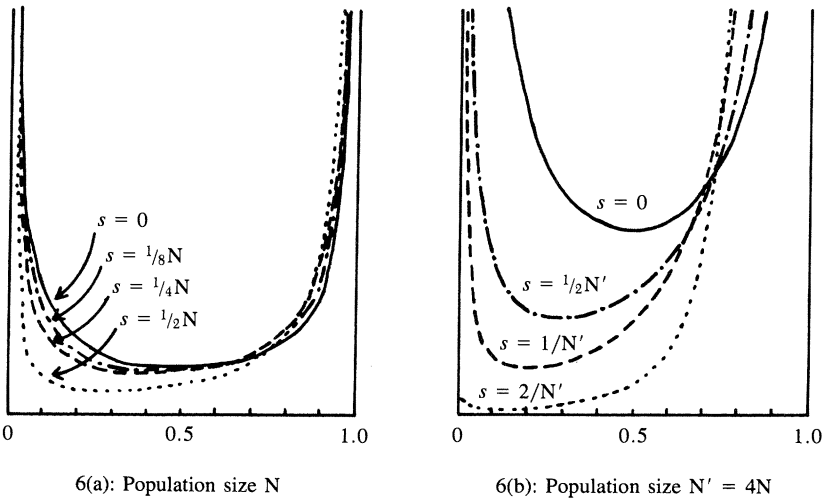 s = 0
s = 1/8N
s = 1/4N
s = 1/2N
0
0.5
1.0
6(a): Population size N
s = 0
s = 1/2N'
s = 1/N'
s = 2/N'
0
0.5
1.0
6(b): Population size N' = 4N